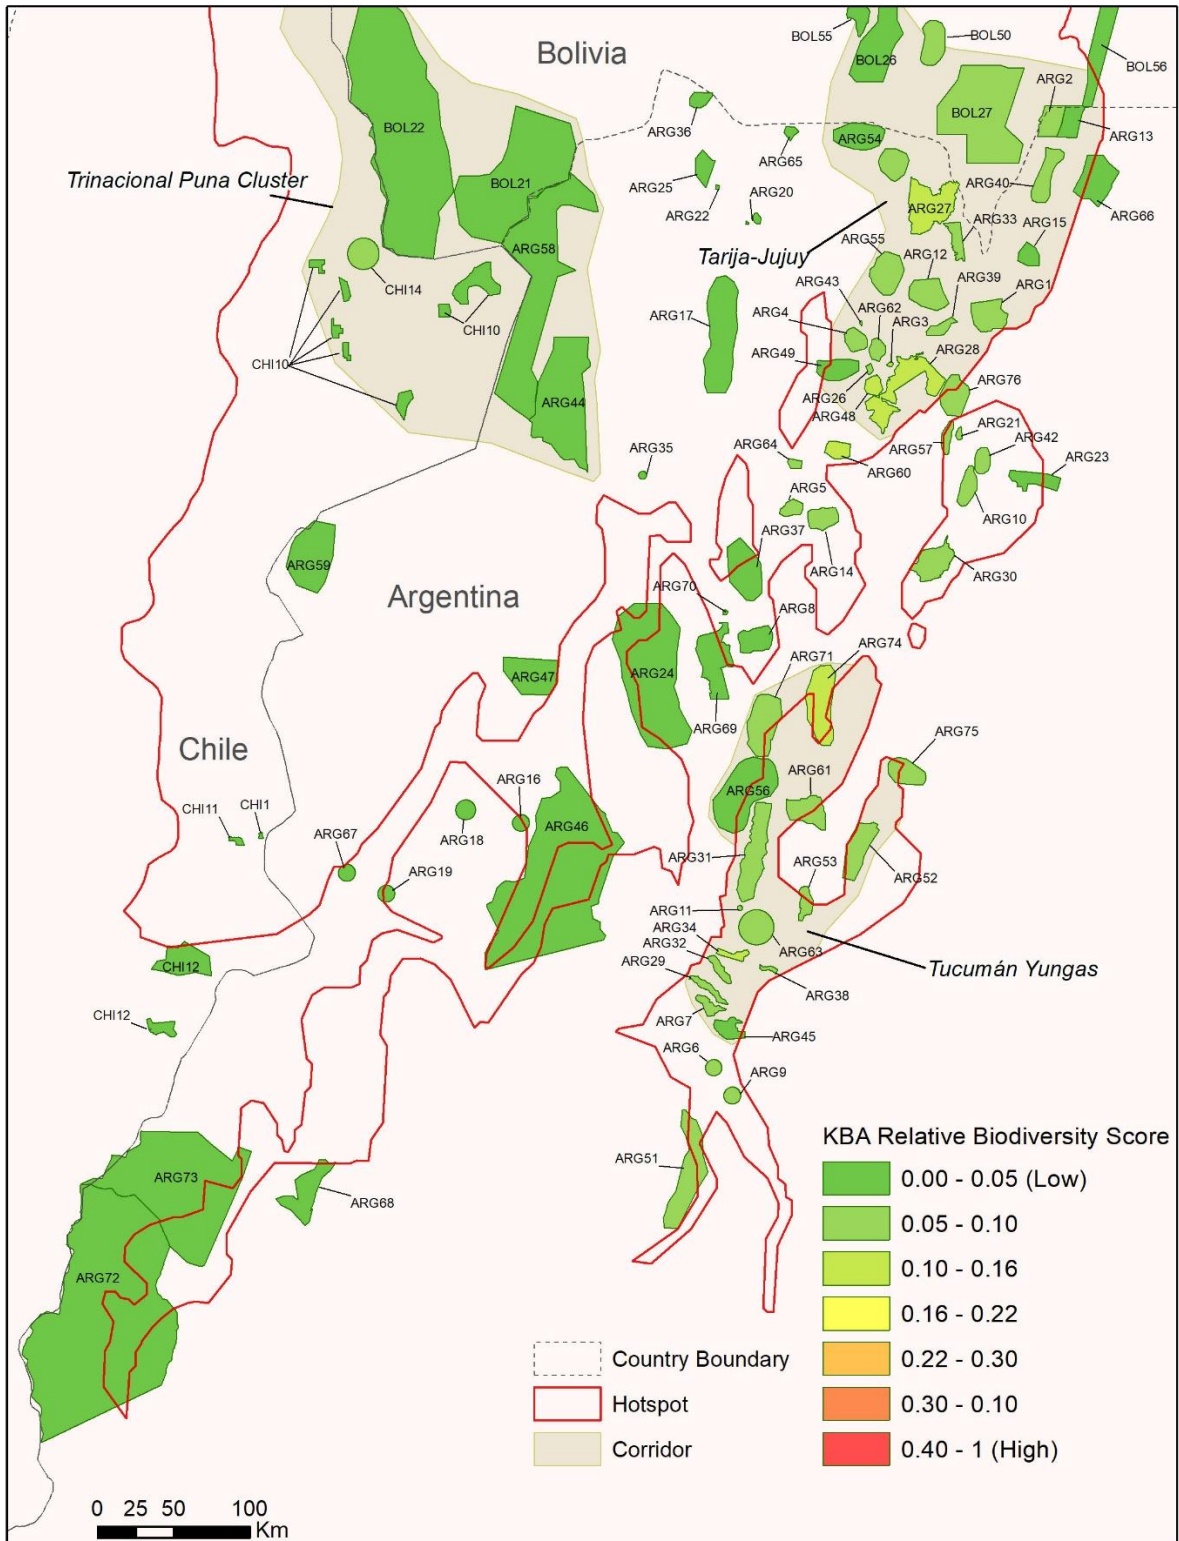 Bolivia
BOL55
BOL50
BOL26
BOL56
ARG2
BOL27
BOL22
ARG36
ARG54
ARG13
ARG65
Trinacional Puna Cluster
BOL21
ARG25
ARG40
ARG22
ARG20
ARG27
ARG33
ARG66
ARG15
ARG58
Tarija-Jujuy
ARG55
ARG12
ARG39
CHI14
ARG43
ARG1
CHI10
ARG17
ARG4
ARG62
ARG3
ARG28
CHI10
ARG49
ARG26
ARG76
ARG44
ARG48
ARG21
ARG57
ARG42
ARG64
ARG23
ARG35
ARG60
ARG5
ARG10
ARG37
ARG59
ARG14
ARG30
Argentina
ARG70
ARG8
ARG74
ARG71
ARG47
ARG24
ARG69
Chile
ARG75
ARG61
ARG56
CHI11
CHI1
ARG16
ARG46
ARG18
ARG67
ARG31
ARG53
ARG19
ARG52
ARG11
ARG34
ARG32
ARG63
CHI12
ARG29
ARG38
Tucumán Yungas
CHI12
ARG7
ARG45
ARG6
ARG9
KBA Relative Biodiversity Score
ARG51
ARG73
0.00 - 0.05 (Low)
ARG68
0.05 - 0.10
ARG72
0.10 - 0.16
0.16 - 0.22
Country Boundary
0.22 - 0.30
Hotspot
0.30 - 0.10
Corridor
0.40 - 1 (High)
0 25 50 100
Km